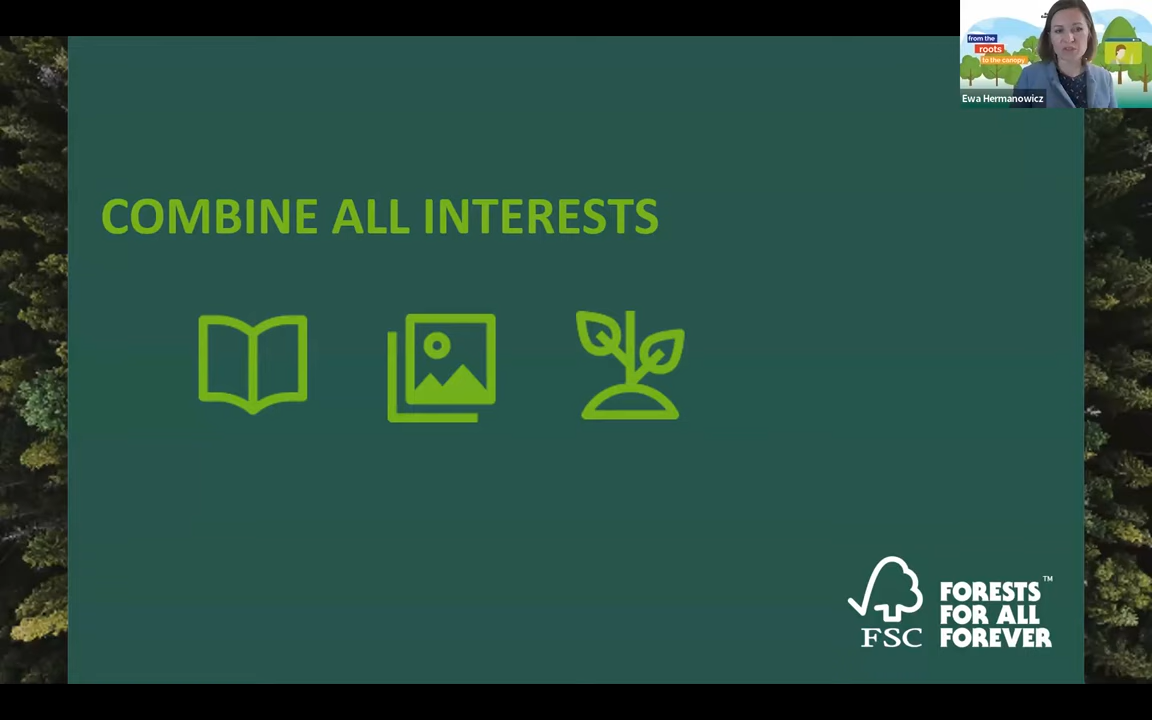 from the
roots
to the canopy
Ewa Hermanowicz
COMBINE ALL INTERESTS
FSC
FORESTS™
FOR ALL
FOREVER